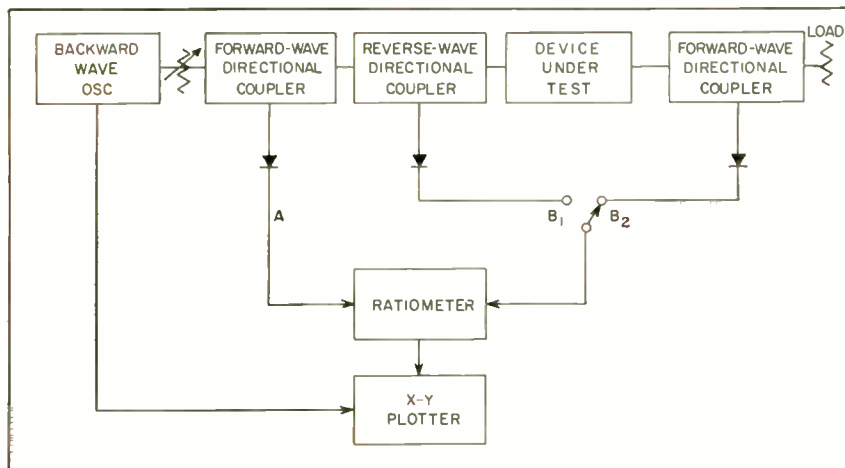 BACKWARD
WAVE
OSC
FORWARD-WAVE
DIRECTIONAL
COUPLER
REVERSE-WAVE
DIRECTIONAL
COUPLER
DEVICE
UNDER
TEST
FORWARD-WAVE
DIRECTIONAL
COUPLER
LOAD
A
B1
B2
RATIOMETER
X-Y
PLOTTER